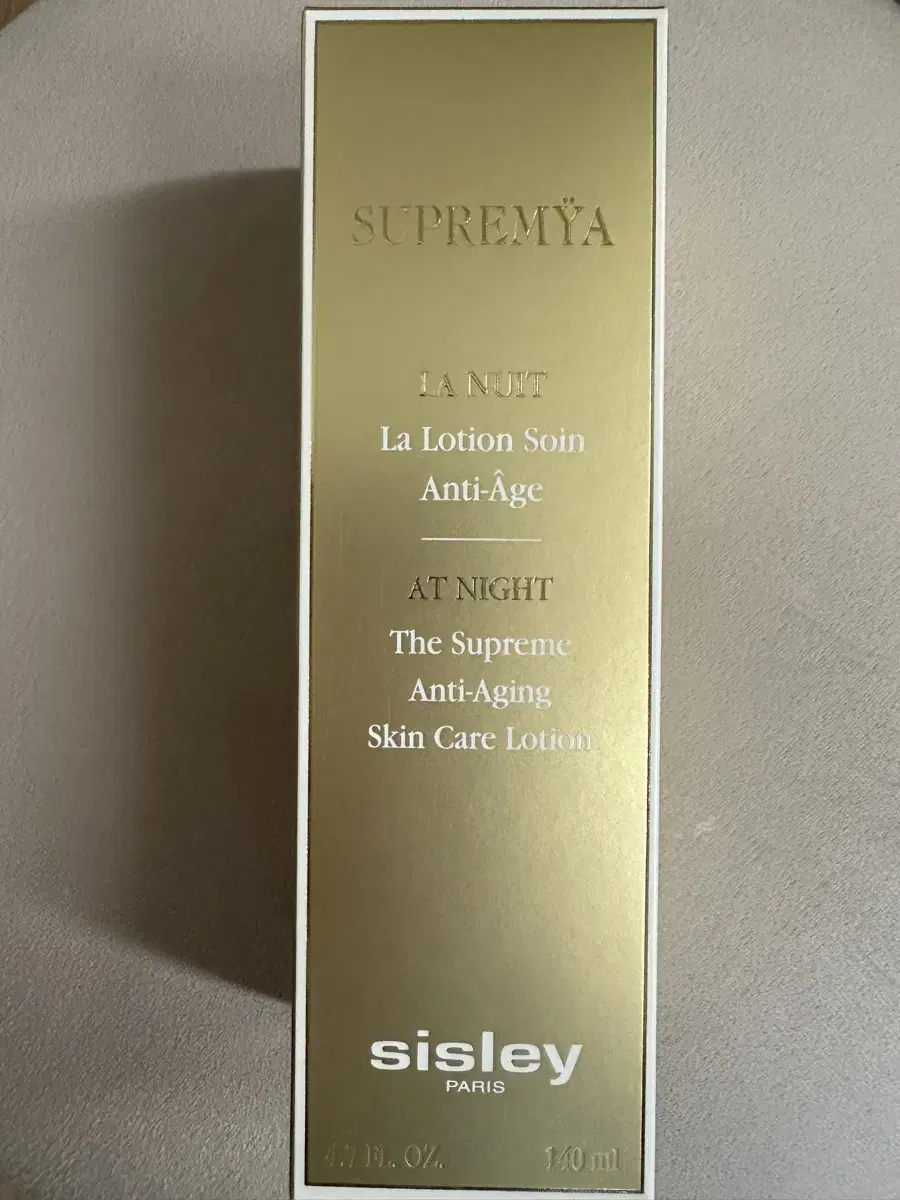 SUPREMŸA
LA NUIT
La Lotion Soin
Anti-Âge
AT NIGHT
The Supreme
Anti-Aging
Skin Care Lotion
sisley
PARIS
4.7 FL. OZ. 140 ml